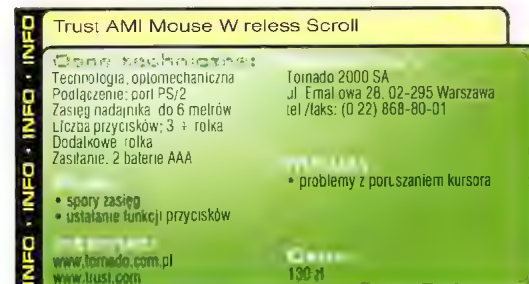 INFO • INFO • INFO • INFO
Trust AMI Mouse W reless Scroll
Dane techniczne:
Technologia: optomechaniczna
Podłączenie: port PS/2
Zasięg nadajnika: do 6 metrów
Liczba przycisków: 3 + rolka
Dodatkowe: rolka
Zasilanie: 2 baterie AAA
• spory zasięg
• ustalanie funkcji przycisków
www.tornado.com.pl
www.trust.com
Tornado 2000 SA
ul. Emal owa 28, 02-295 Warszawa
tel./faks: (0 22) 868-80-01
• problemy z poruszaniem kursora
Cena:
130 zł